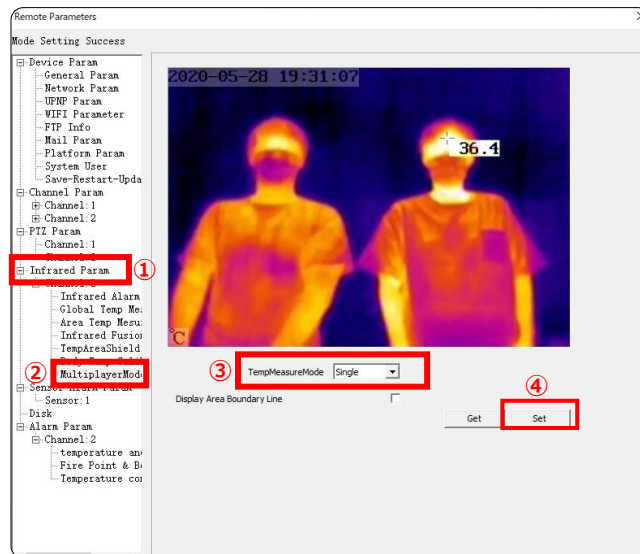 Remote Parameters
Mode Setting Success
Device Param
General Param
Network Param
UPNP Param
WIFI Parameter
FTP Info
Mail Param
Platform Param
System User
Save-Restart-Upda
Channel Param
Channel:1
Channel:2
PTZ Param
Channel:1
Infrared Param
①
Infrared Alarm
Global Temp Me
Area Temp Mesu
Infrared Fusion
TempAreaShield
② MultiplayerMod
Sensor Alarm Param
Sensor:1
Disk
Alarm Param
Channel:2
temperature an
Fire Point & B
Temperature co
2020-05-28 19:31:07
36.4
°C
③ TempMeasureMode Single
Display Area Boundary Line
④
Get Set